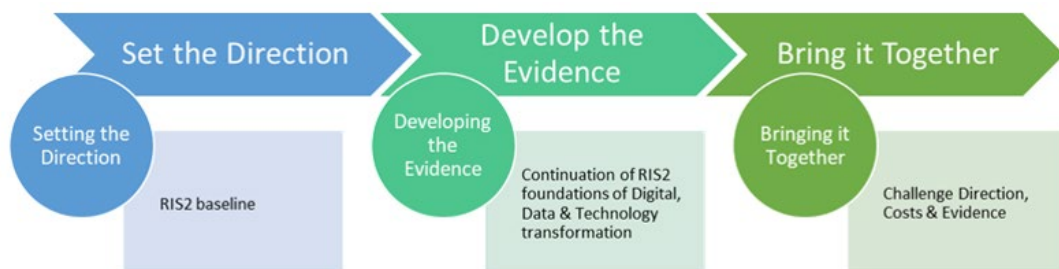 Set the Direction
Develop the
Evidence
Bring it Together
Setting the
Direction
RIS2 baseline
Developing
the
Evidence
Continuation of RIS2
foundations of Digital,
Data & Technology
transformation
Bringing it
Together
Challenge Direction,
Costs & Evidence